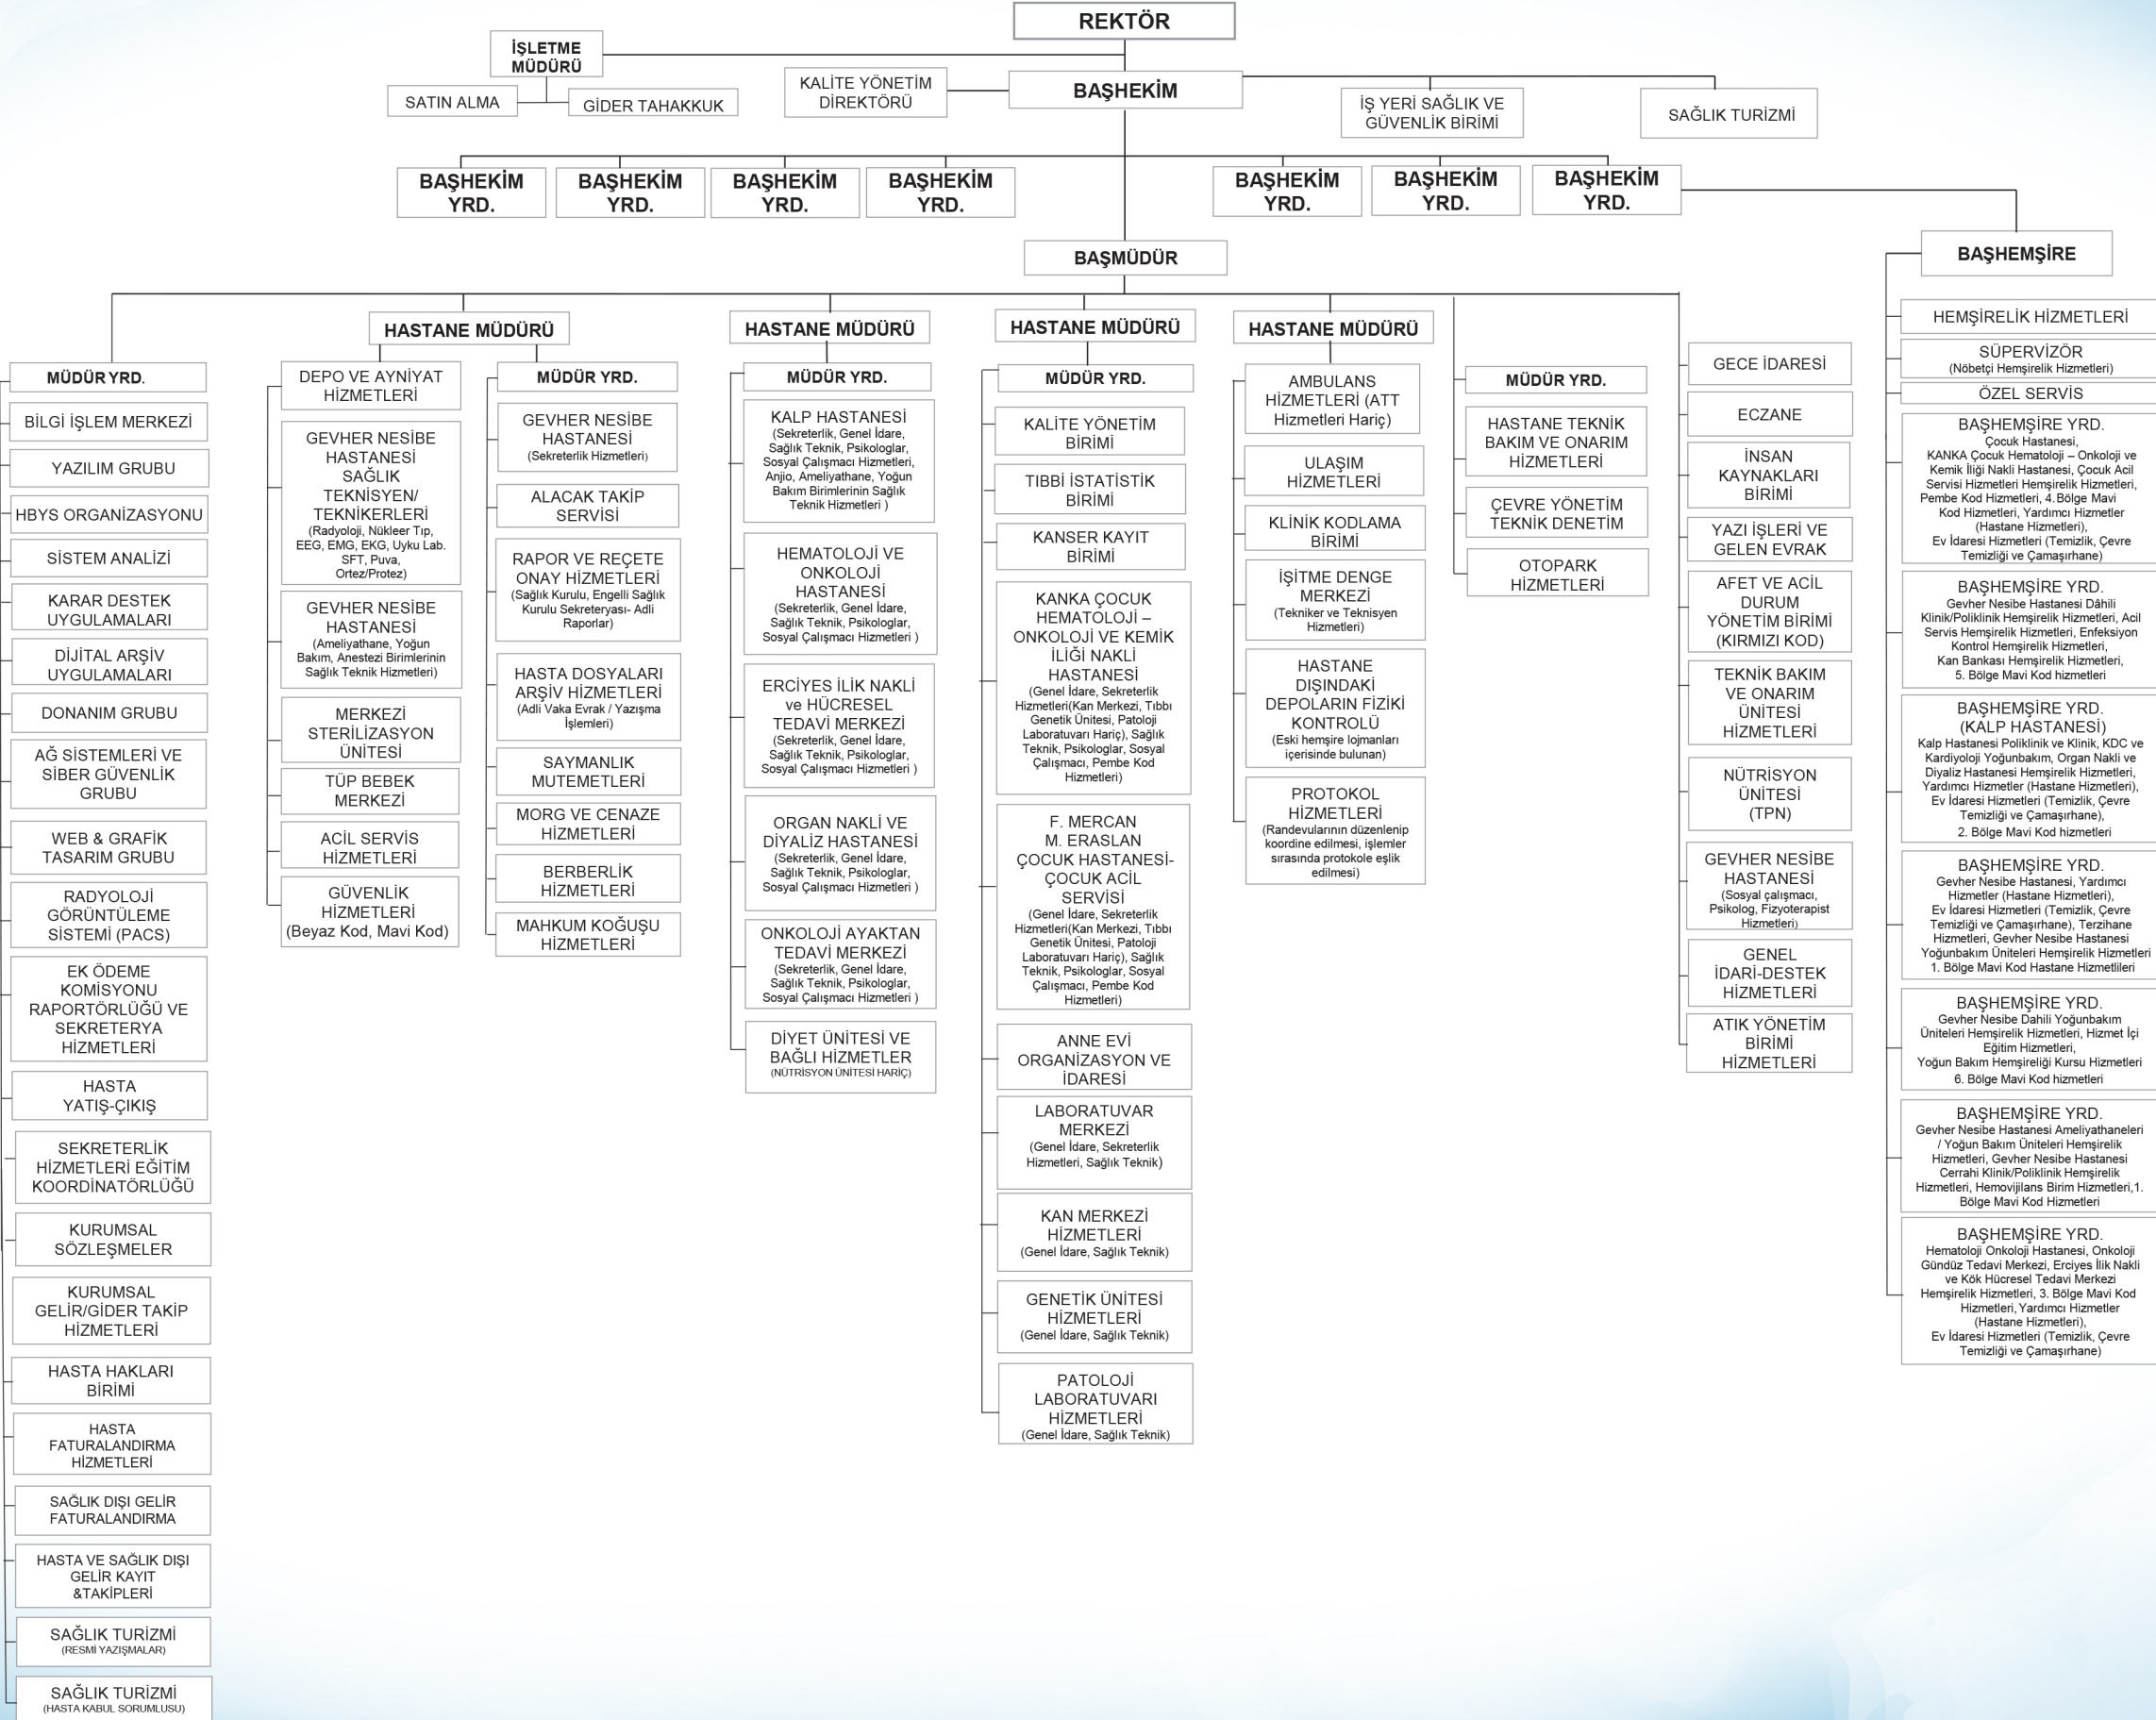 REKTÖR
İŞLETME
MÜDÜRÜ
SATIN ALMA
GİDER TAHAKKUK
KALİTE YÖNETİM
DİREKTÖRÜ
BAŞHEKİM
İŞ YERİ SAĞLIK VE
GÜVENLİK BİRİMİ
SAĞLIK TURİZMİ
BAŞHEKİM
YRD.
BAŞHEKİM
YRD.
BAŞHEKİM
YRD.
BAŞHEKİM
YRD.
BAŞHEKİM
YRD.
BAŞHEKİM
YRD.
BAŞHEKİM
YRD.
BAŞMÜDÜR
MÜDÜR YRD.
BİLGİ İŞLEM MERKEZİ
YAZILIM GRUBU
HBYS ORGANİZASYONU
SİSTEM ANALİZİ
KARAR DESTEK
UYGULAMALARI
DİJİTAL ARŞİV
UYGULAMALARI
DONANIM GRUBU
AĞ SİSTEMLERİ VE
SİBER GÜVENLİK
GRUBU
WEB & GRAFİK
TASARIM GRUBU
RADYOLOJİ
GÖRÜNTÜLEME
SİSTEMİ (PACS)
EK ÖDEME
KOMİSYONU
RAPORTÖRLÜĞÜ VE
SEKRETERYA
HİZMETLERİ
HASTA
YATIŞ-ÇIKIŞ
SEKRETERLİK
HİZMETLERİ EĞİTİM
KOORDİNATÖRLÜĞÜ
KURUMSAL
SÖZLEŞMELER
KURUMSAL
GELİR/GİDER TAKİP
HİZMETLERİ
HASTA HAKLARI
BİRİMİ
HASTA
FATURALANDIRMA
HİZMETLERİ
SAĞLIK DIŞI GELİR
FATURALANDIRMA
HASTA VE SAĞLIK DIŞI
GELİR KAYIT
&TAKİPLERİ
SAĞLIK TURİZMİ
(RESMİ YAZIŞMALAR)
SAĞLIK TURİZMİ
(HASTA KABUL SORUMLUSU)
HASTANE MÜDÜRÜ
DEPO VE AYNİYAT
HİZMETLERİ
GEVHER NESİBE
HASTANESİ
SAĞLIK
TEKNİSYEN/
TEKNİKERLERİ
(Radyoloji, Nükleer Tıp,
EEG, EMG, EKG, Uyku Lab.
SFT, Puva,
Ortez/Protez)
GEVHER NESİBE
HASTANESİ
(Ameliyathane, Yoğun
Bakım, Anestezi Birimlerinin
Sağlık Teknik Hizmetleri)
MERKEZİ
STERİLİZASYON
ÜNİTESİ
TÜP BEBEK
MERKEZİ
ACİL SERVİS
HİZMETLERİ
GÜVENLİK
HİZMETLERİ
(Beyaz Kod, Mavi Kod)
MÜDÜR YRD.
GEVHER NESİBE
HASTANESİ
(Sekreterlik Hizmetleri)
ALACAK TAKİP
SERVİSİ
RAPOR VE REÇETE
ONAY HİZMETLERİ
(Sağlık Kurulu, Engelli Sağlık
Kurulu Sekreteryası- Adli
Raporlar)
HASTA DOSYALARI
ARŞİV HİZMETLERİ
(Adli Vaka Evrak / Yazışma
İşlemleri)
SAYMANLIK
MUTEMETLERİ
MORG VE CENAZE
HİZMETLERİ
BERBERLİK
HİZMETLERİ
MAHKUM KOĞUŞU
HİZMETLERİ
HASTANE MÜDÜRÜ
MÜDÜR YRD.
KALP HASTANESİ
(Sekreterlik, Genel İdare,
Sağlık Teknik, Psikologlar,
Sosyal Çalışmacı Hizmetleri,
Anjio, Ameliyathane, Yoğun
Bakım Birimlerinin Sağlık
Teknik Hizmetleri )
HEMATOLOJİ VE
ONKOLOJİ
HASTANESİ
(Sekreterlik, Genel İdare,
Sağlık Teknik, Psikologlar,
Sosyal Çalışmacı Hizmetleri )
ERCİYES İLİK NAKLİ
ve HÜCRESEL
TEDAVİ MERKEZİ
(Sekreterlik, Genel İdare,
Sağlık Teknik, Psikologlar,
Sosyal Çalışmacı Hizmetleri )
ORGAN NAKLİ VE
DİYALİZ HASTANESİ
(Sekreterlik, Genel İdare,
Sağlık Teknik, Psikologlar,
Sosyal Çalışmacı Hizmetleri )
ONKOLOJİ AYAKTAN
TEDAVİ MERKEZİ
(Sekreterlik, Genel İdare,
Sağlık Teknik, Psikologlar,
Sosyal Çalışmacı Hizmetleri )
DİYET ÜNİTESİ VE
BAĞLI HİZMETLER
(NÜTRİSYON ÜNİTESİ HARİÇ)
HASTANE MÜDÜRÜ
MÜDÜR YRD.
KALİTE YÖNETİM
BİRİMİ
TIBBİ İSTATİSTİK
BİRİMİ
KANSER KAYIT
BİRİMİ
KANKA ÇOCUK
HEMATOLOJİ –
ONKOLOJİ VE KEMİK
İLİĞİ NAKLİ
HASTANESİ
(Genel İdare, Sekreterlik
Hizmetleri(Kan Merkezi, Tıbbı
Genetik Ünitesi, Patoloji
Laboratuvarı Hariç), Sağlık
Teknik, Psikologlar, Sosyal
Çalışmacı, Pembe Kod
Hizmetleri)
F. MERCAN
M. ERASLAN
ÇOCUK HASTANESİ-
ÇOCUK ACİL
SERVİSİ
(Genel İdare, Sekreterlik
Hizmetleri(Kan Merkezi, Tıbbı
Genetik Ünitesi, Patoloji
Laboratuvarı Hariç), Sağlık
Teknik, Psikologlar, Sosyal
Çalışmacı, Pembe Kod
Hizmetleri)
ANNE EVİ
ORGANİZASYON VE
İDARESİ
LABORATUVAR
MERKEZİ
(Genel İdare, Sekreterlik
Hizmetleri, Sağlık Teknik)
KAN MERKEZİ
HİZMETLERİ
(Genel İdare, Sağlık Teknik)
GENETİK ÜNİTESİ
HİZMETLERİ
(Genel İdare, Sağlık Teknik)
PATOLOJİ
LABORATUVARI
HİZMETLERİ
(Genel İdare, Sağlık Teknik)
HASTANE MÜDÜRÜ
AMBULANS
HİZMETLERİ (ATT
Hizmetleri Hariç)
ULAŞIM
HİZMETLERİ
KLİNİK KODLAMA
BİRİMİ
İŞİTME DENGE
MERKEZİ
(Tekniker ve Teknisyen
Hizmetleri)
HASTANE
DIŞINDAKİ
DEPOLARIN FİZİKİ
KONTROLÜ
(Eski hemşire lojmanları
içerisinde bulunan)
PROTOKOL
HİZMETLERİ
(Randevularının düzenlenip
koordine edilmesi, işlemler
sırasında protokole eşlik
edilmesi)
MÜDÜR YRD.
HASTANE TEKNİK
BAKIM VE ONARIM
HİZMETLERİ
ÇEVRE YÖNETİM
TEKNİK DENETİM
OTOPARK
HİZMETLERİ
GECE İDARESİ
ECZANE
İNSAN
KAYNAKLARI
BİRİMİ
YAZI İŞLERİ VE
GELEN EVRAK
AFET VE ACİL
DURUM
YÖNETİM BİRİMİ
(KIRMIZI KOD)
TEKNİK BAKIM
VE ONARIM
ÜNİTESİ
HİZMETLERİ
NÜTRİSYON
ÜNİTESİ
(TPN)
GEVHER NESİBE
HASTANESİ
(Sosyal çalışmacı,
Psikolog, Fizyoterapist
Hizmetleri)
GENEL
İDARİ-DESTEK
HİZMETLERİ
ATIK YÖNETİM
BİRİMİ
HİZMETLERİ
BAŞHEMŞİRE
HEMŞİRELİK HİZMETLERİ
SÜPERVİZÖR
(Nöbetçi Hemşirelik Hizmetleri)
ÖZEL SERVİS
BAŞHEMŞİRE YRD.
Çocuk Hastanesi,
KANKA Çocuk Hematoloji – Onkoloji ve
Kemik İliği Nakli Hastanesi, Çocuk Acil
Servisi Hizmetleri Hemşirelik Hizmetleri,
Pembe Kod Hizmetleri, 4.Bölge Mavi
Kod Hizmetleri, Yardımcı Hizmetler
(Hastane Hizmetleri),
Ev İdaresi Hizmetleri (Temizlik, Çevre
Temizliği ve Çamaşırhane)
BAŞHEMŞİRE YRD.
Gevher Nesibe Hastanesi Dâhili
Klinik/Poliklinik Hemşirelik Hizmetleri, Acil
Servis Hemşirelik Hizmetleri, Enfeksiyon
Kontrol Hemşirelik Hizmetleri,
Kan Bankası Hemşirelik Hizmetleri,
5. Bölge Mavi Kod hizmetleri
BAŞHEMŞİRE YRD.
(KALP HASTANESİ)
Kalp Hastanesi Poliklinik ve Klinik, KDC ve
Kardiyoloji Yoğunbakım, Organ Nakli ve
Diyaliz Hastanesi Hemşirelik Hizmetleri,
Yardımcı Hizmetler (Hastane Hizmetleri),
Ev İdaresi Hizmetleri (Temizlik, Çevre
Temizliği ve Çamaşırhane),
2. Bölge Mavi Kod hizmetleri
BAŞHEMŞİRE YRD.
Gevher Nesibe Hastanesi, Yardımcı
Hizmetler (Hastane Hizmetleri),
Ev İdaresi Hizmetleri (Temizlik, Çevre
Temizliği ve Çamaşırhane), Terzihane
Hizmetleri, Gevher Nesibe Hastanesi
Yoğunbakım Üniteleri Hemşirelik Hizmetleri
1. Bölge Mavi Kod Hastane Hizmetlileri
BAŞHEMŞİRE YRD.
Gevher Nesibe Dahili Yoğunbakım
Üniteleri Hemşirelik Hizmetleri, Hizmet İçi
Eğitim Hizmetleri,
Yoğun Bakım Hemşireliği Kursu Hizmetleri
6. Bölge Mavi Kod hizmetleri
BAŞHEMŞİRE YRD.
Gevher Nesibe Hastanesi Ameliyathaneleri
/ Yoğun Bakım Üniteleri Hemşirelik
Hizmetleri, Gevher Nesibe Hastanesi
Cerrahi Klinik/Poliklinik Hemşirelik
Hizmetleri, Hemovijilans Birim Hizmetleri,1.
Bölge Mavi Kod Hizmetleri
BAŞHEMŞİRE YRD.
Hematoloji Onkoloji Hastanesi, Onkoloji
Gündüz Tedavi Merkezi, Erciyes İlik Nakli
ve Kök Hücresel Tedavi Merkezi
Hemşirelik Hizmetleri, 3. Bölge Mavi Kod
Hizmetleri, Yardımcı Hizmetler
(Hastane Hizmetleri),
Ev İdaresi Hizmetleri (Temizlik, Çevre
Temizliği ve Çamaşırhane)